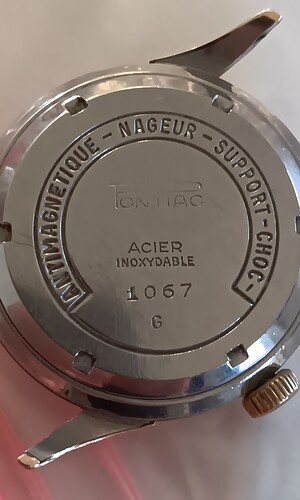 ANTIMAGNETIQUE - NAGEUR - SUPPORT-CHOC-
PONTIAC
ACIER
INOXYDABLE
1067
6